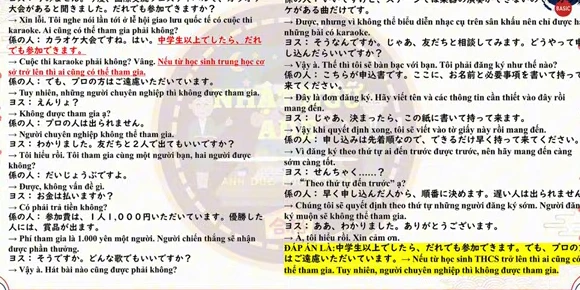 があると聞きました。だれでも参加できますか。
→ Xin lỗi. Tôi nghe nói lần tới ở lễ hội giao lưu quốc tế có cuộc thi
karaoke. Ai cũng có thể tham gia phải không?
係の人：カラオケ大会ですね。はい。中学生以上でしたら、だれ
でも参加できます。
→ Cuộc thi karaoke phải không? Vâng. Nếu từ học sinh trung học cơ
sở trở lên thì ai cũng có thể tham gia.
係の人：でも、プロの方はご遠慮いただいています。
→ Tuy nhiên, những người chuyên nghiệp thì không được tham gia.
ヨス：えんりょ？
→ Không được tham gia ạ?
係の人：プロの人は出られません。
→ Người chuyên nghiệp không thể tham gia.
ヨス：わかりました。友だちと２人で出てもいいですか？
→ Tôi hiểu rồi. Tôi tham gia cùng một người bạn, hai người được
không?
係の人：だいじょうぶですよ。
→ Được, không vấn đề gì.
ヨス：お金は払いますか？
→ Có phải trả tiền không?
係の人：参加費は、１人１,０００円いただいています。優勝した
人には、賞品が出ます。
→ Phí tham gia là 1.000 yên một người. Người chiến thắng sẽ nhận
được phần thưởng.
ヨス：そうですか。どんな歌でもいいですか？
→ Vậy à. Hát bài nào cũng được phải không?
ケがある曲だけです。
→ Được, nhưng vì không thể biểu diễn nhạc cụ trên sân khấu nên chỉ được h
những bài có karaoke.
ヨス：そうなんですか。じゃあ、友だちと相談してみます。どうやって申
し込んだらいいですか？
→ Vậy à. Thế thì tôi sẽ bàn bạc với bạn. Tôi phải đăng ký như thế nào?
係の人：こちらが申込書です。ここに、お名前と必要事項を書いて持って
来てください。
→ Đây là đơn đăng ký. Hãy viết tên và các thông tin cần thiết vào đây rồi
mang đến.
ヨス：じゃあ、決まったら、この紙に書いて持って来ます。
→ Vậy khi quyết định xong, tôi sẽ viết vào tờ giấy này rồi mang đến.
係の人：申し込みは先着順なので、できるだけ早く持って来てください。
→ Vì đăng ký theo thứ tự ai đến trước được trước, nên hãy mang đến càng
sớm càng tốt.
ヨス：せんちゃく……？
→ “Theo thứ tự đến trước” ạ?
係の人：早く申し込んだ人から、順番に決めます。遅い人は出られません
→ Chúng tôi sẽ quyết định theo thứ tự những người đăng ký sớm. Người đăng
ký muộn sẽ không thể tham gia.
ヨス：ああ、わかりました。ありがとうございます。
→ À, tôi hiểu rồi. Xin cảm ơn.
ĐÁP ÁN LÀ:中学生以上でしたら、だれでも参加できます。でも、プロの方
はご遠慮いただいています。→ Nếu từ học sinh THCS trở lên thì ai cũng có
thể tham gia. Tuy nhiên, người chuyên nghiệp thì không được tham gia.
BASIC